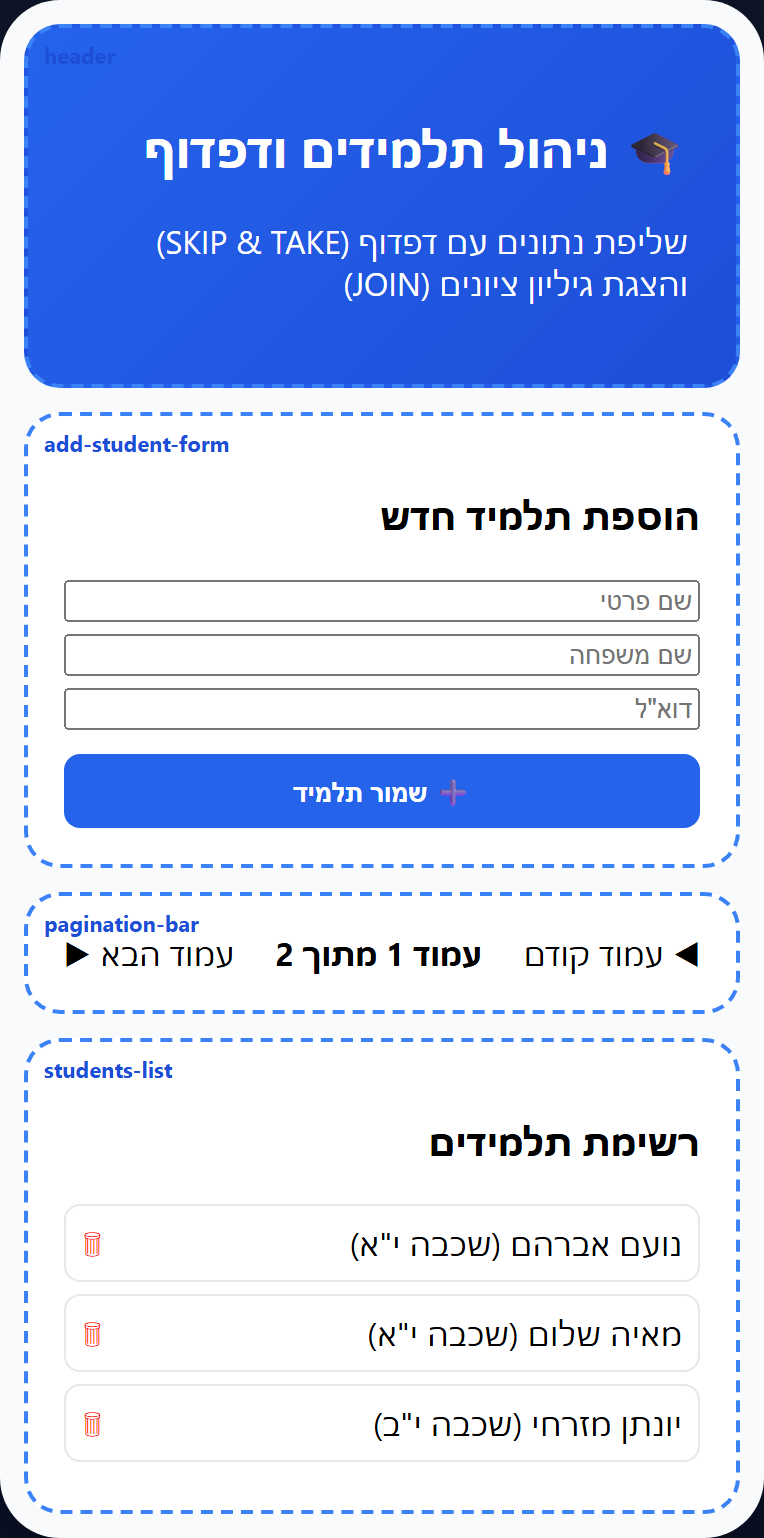 header
🎓 ניהול תלמידים ודפדוף
שליפת נתונים עם דפדוף (SKIP & TAKE)
והצגת גיליון ציונים (JOIN)
add-student-form
הוספת תלמיד חדש
שם פרטי
שם משפחה
דוא"ל
➕ שמור תלמיד
pagination-bar
◀ עמוד קודם עמוד 1 מתוך 2 עמוד הבא ▶
students-list
רשימת תלמידים
נועם אברהם (שכבה י"א)
מאיה שלום (שכבה י"א)
יונתן מזרחי (שכבה י"ב)